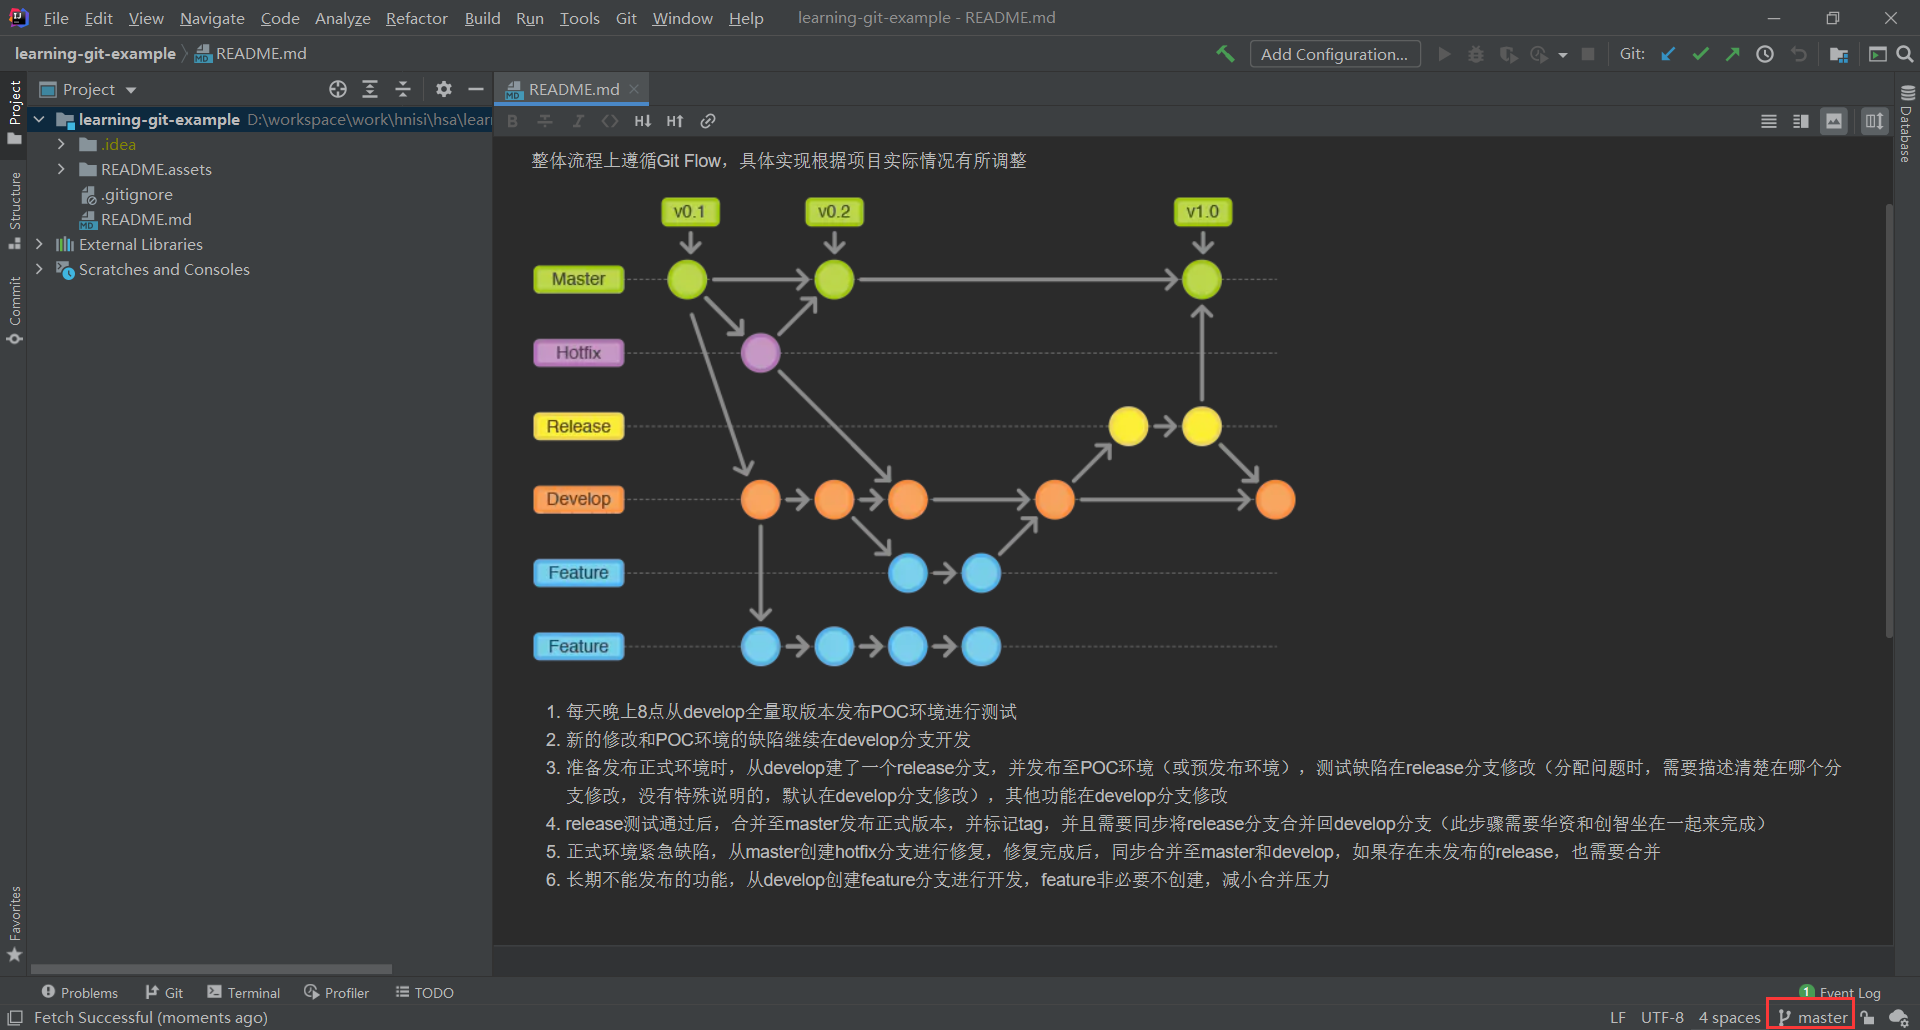 File Edit View Navigate Code Analyze Refactor Build Run Tools Git Window Help learning-git-example - README.md
learning-git-example README.md Add Configuration... Git:
Project
Project README.md
learning-git-example D:\workspace\work\hnisi\hsa\lear
.idea
README.assets
.gitignore
README.md
External Libraries
Scratches and Consoles
Structure
Commit
Favorites
Database
B I <> H↓ H↑
整体流程上遵循Git Flow，具体实现根据项目实际情况有所调整
v0.1 v0.2 v1.0
Master
Hotfix
Release
Develop
Feature
Feature
1. 每天晚上8点从develop全量取版本发布POC环境进行测试
2. 新的修改和POC环境的缺陷继续在develop分支开发
3. 准备发布正式环境时，从develop建了一个release分支，并发布至POC环境（或预发布环境），测试缺陷在release分支修改（分配问题时，需要描述清楚在哪个分
支修改，没有特殊说明的，默认在develop分支修改），其他功能在develop分支修改
4. release测试通过后，合并至master发布正式版本，并标记tag，并且需要同步将release分支合并回develop分支（此步骤需要华资和创智坐在一起来完成）
5. 正式环境紧急缺陷，从master创建hotfix分支进行修复，修复完成后，同步合并至master和develop，如果存在未发布的release，也需要合并
6. 长期不能发布的功能，从develop创建feature分支进行开发，feature非必要不创建，减小合并压力
Problems Git Terminal Profiler TODO 1 Event Log
Fetch Successful (moments ago) LF UTF-8 4 spaces master